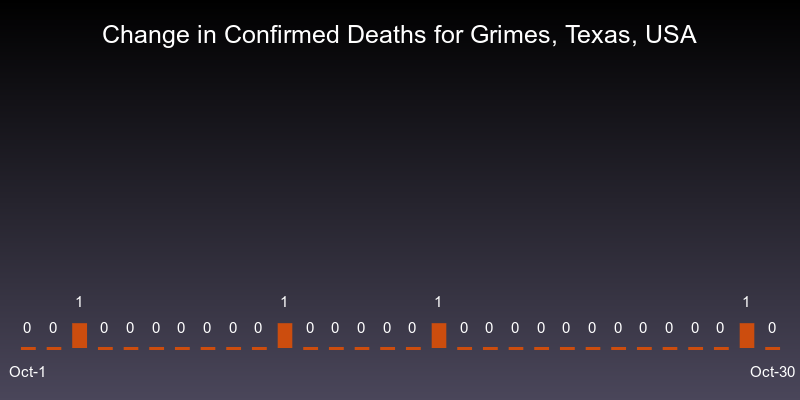 Change in Confirmed Deaths for Grimes, Texas, USA
1 1 1 1
0 0 0 0 0 0 0 0 0 0 0 0 0 0 0 0 0 0 0 0 0 0 0 0 0 0
Oct-1 Oct-30